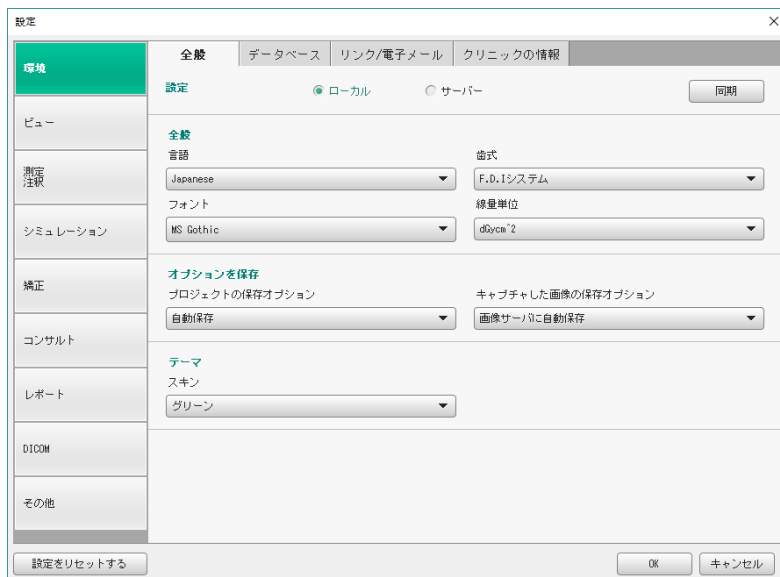 設定
環境
ビュー
測定
注釈
シミュレーション
矯正
コンサルト
レポート
DICOM
その他
全般
データベース
リンク/電子メール
クリニックの情報
設定
ローカル
サーバー
同期
全般
言語
歯式
Japanese
F.D.Iシステム
フォント
線量単位
MS Gothic
dGycm^2
オプションを保存
プロジェクトの保存オプション
キャプチャした画像の保存オプション
自動保存
画像サーバに自動保存
テーマ
スキン
グリーン
設定をリセットする
OK
キャンセル